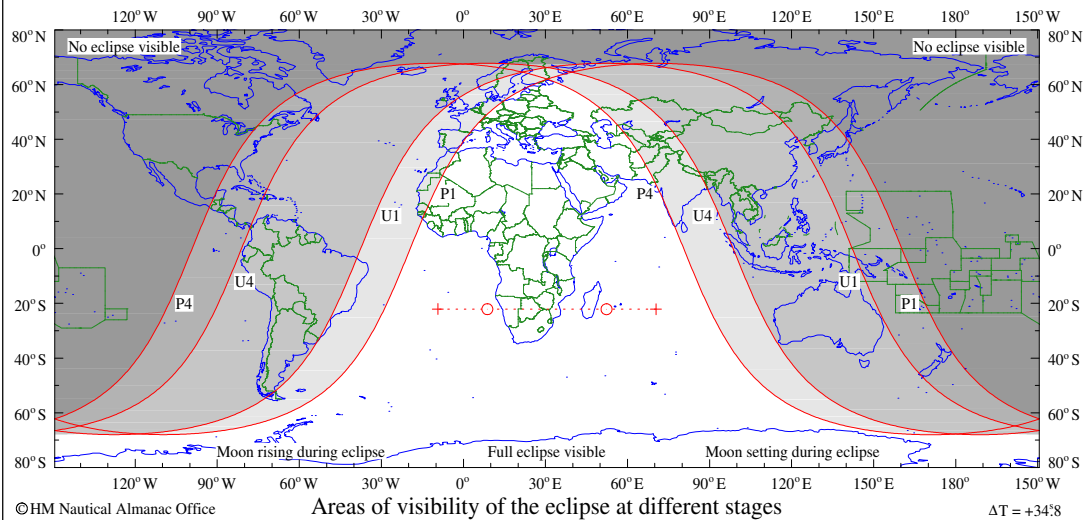 120° W 90° W 60° W 30° W 0° 30° E 60° E 90° E 120° E 150° E 180° 150° W
80° N No eclipse visible No eclipse visible 80° N
60° N 60° N
40° N 40° N
20° N P1 P4 20° N
U1 U4
0° 0°
U4 U1
20° S P4 P1 20° S
40° S 40° S
60° S 60° S
Moon rising during eclipse Full eclipse visible Moon setting during eclipse
80° S 80° S
120° W 90° W 60° W 30° W 0° 30° E 60° E 90° E 120° E 150° E 180° 150° W
©HM Nautical Almanac Office Areas of visibility of the eclipse at different stages ΔT = +34ˢ.8